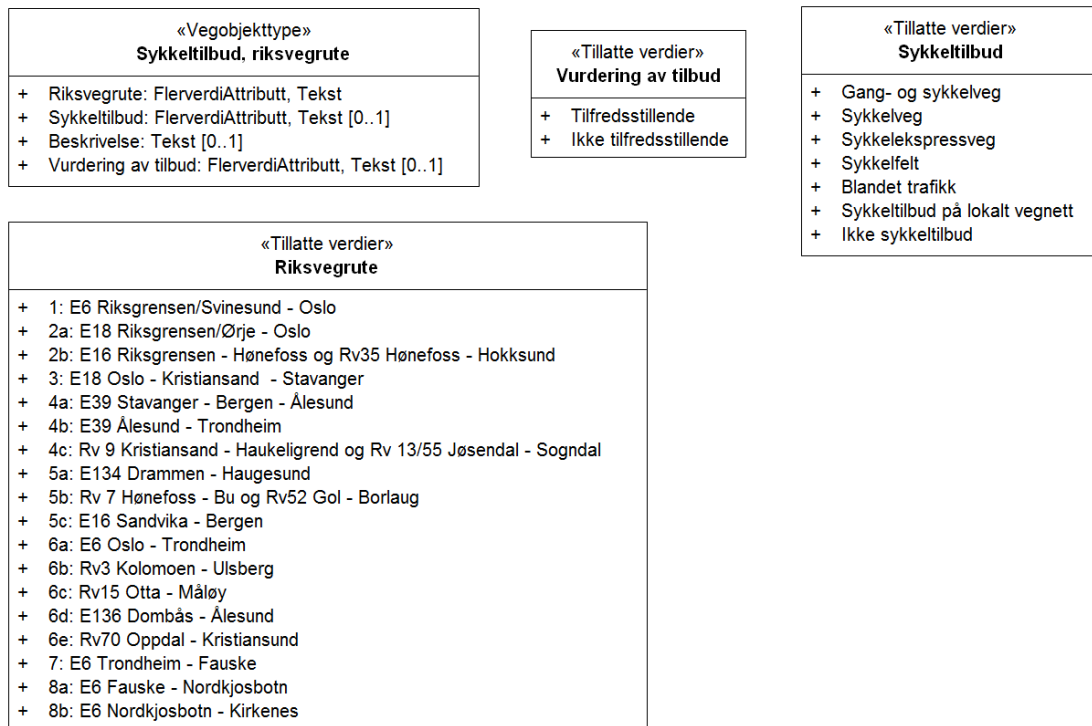 «Vegobjekttype»
Sykkeltilbud, riksvegrute
+ Riksvegrute: FlerverdiAttributt, Tekst
+ Sykkeltilbud: FlerverdiAttributt, Tekst [0..1]
+ Beskrivelse: Tekst [0..1]
+ Vurdering av tilbud: FlerverdiAttributt, Tekst [0..1]
«Tillatte verdier»
Vurdering av tilbud
+ Tilfredsstillende
+ Ikke tilfredsstillende
«Tillatte verdier»
Sykkeltilbud
+ Gang- og sykkelveg
+ Sykkelveg
+ Sykkelekspressveg
+ Sykkelfelt
+ Blandet trafikk
+ Sykkeltilbud på lokalt vegnett
+ Ikke sykkeltilbud
«Tillatte verdier»
Riksvegrute
+ 1: E6 Riksgrensen/Svinesund - Oslo
+ 2a: E18 Riksgrensen/Ørje - Oslo
+ 2b: E16 Riksgrensen - Hønefoss og Rv35 Hønefoss - Hokksund
+ 3: E18 Oslo - Kristiansand  - Stavanger
+ 4a: E39 Stavanger - Bergen - Ålesund
+ 4b: E39 Ålesund - Trondheim
+ 4c: Rv 9 Kristiansand - Haukeligrend og Rv 13/55 Jøsendal - Sogndal
+ 5a: E134 Drammen - Haugesund
+ 5b: Rv 7 Hønefoss - Bu og Rv52 Gol - Borlaug
+ 5c: E16 Sandvika - Bergen
+ 6a: E6 Oslo - Trondheim
+ 6b: Rv3 Kolomoen - Ulsberg
+ 6c: Rv15 Otta - Måløy
+ 6d: E136 Dombås - Ålesund
+ 6e: Rv70 Oppdal - Kristiansund
+ 7: E6 Trondheim - Fauske
+ 8a: E6 Fauske - Nordkjosbotn
+ 8b: E6 Nordkjosbotn - Kirkenes